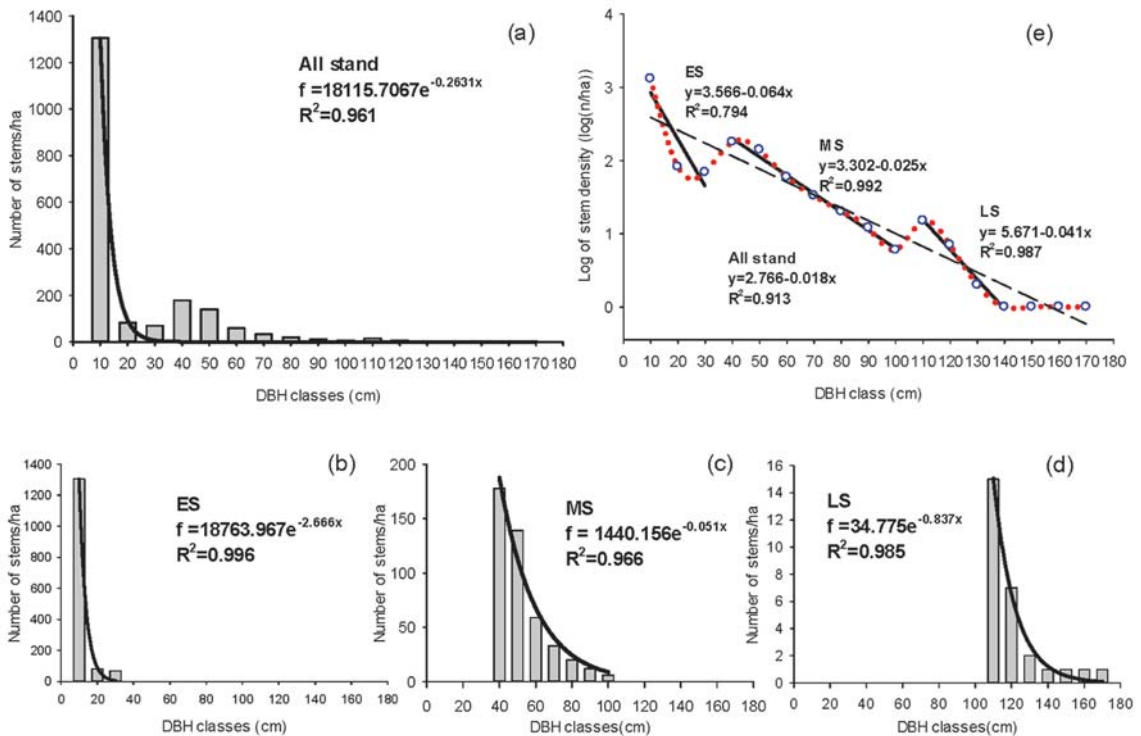 (a)
All stand
f =18115.7067e^-0.2631x
R²=0.961
Number of stems/ha
1400
1200
1000
800
600
400
200
0
0 10 20 30 40 50 60 70 80 90 100 110 120 130 140 150 160 170 180
DBH classes (cm)
(e)
ES
y=3.566-0.064x
R²=0.794
MS
y=3.302-0.025x
R²=0.992
LS
y= 5.671-0.041x
R²=0.987
All stand
y=2.766-0.018x
R²=0.913
Log of stem density (log(n/ha))
4
3
2
1
0
0 10 20 30 40 50 60 70 80 90 100 110 120 130 140 150 160 170 180
DBH class (cm)
(b)
ES
f =18763.967e^-2.666x
R²=0.996
Number of stems/ha
1400
1200
1000
800
600
400
200
0
0 20 40 60 80 100 120 140 160 180
DBH classes (cm)
(c)
MS
f = 1440.156e^-0.051x
R²=0.966
Number of stems/ha
200
150
100
50
0
0 20 40 60 80 100 120 140 160 180
DBH classes(cm)
(d)
LS
f =34.775e^-0.837x
R²=0.985
Number of stems/ha
16
14
12
10
8
6
4
2
0
0 20 40 60 80 100 120 140 160 180
DBH classes(cm)